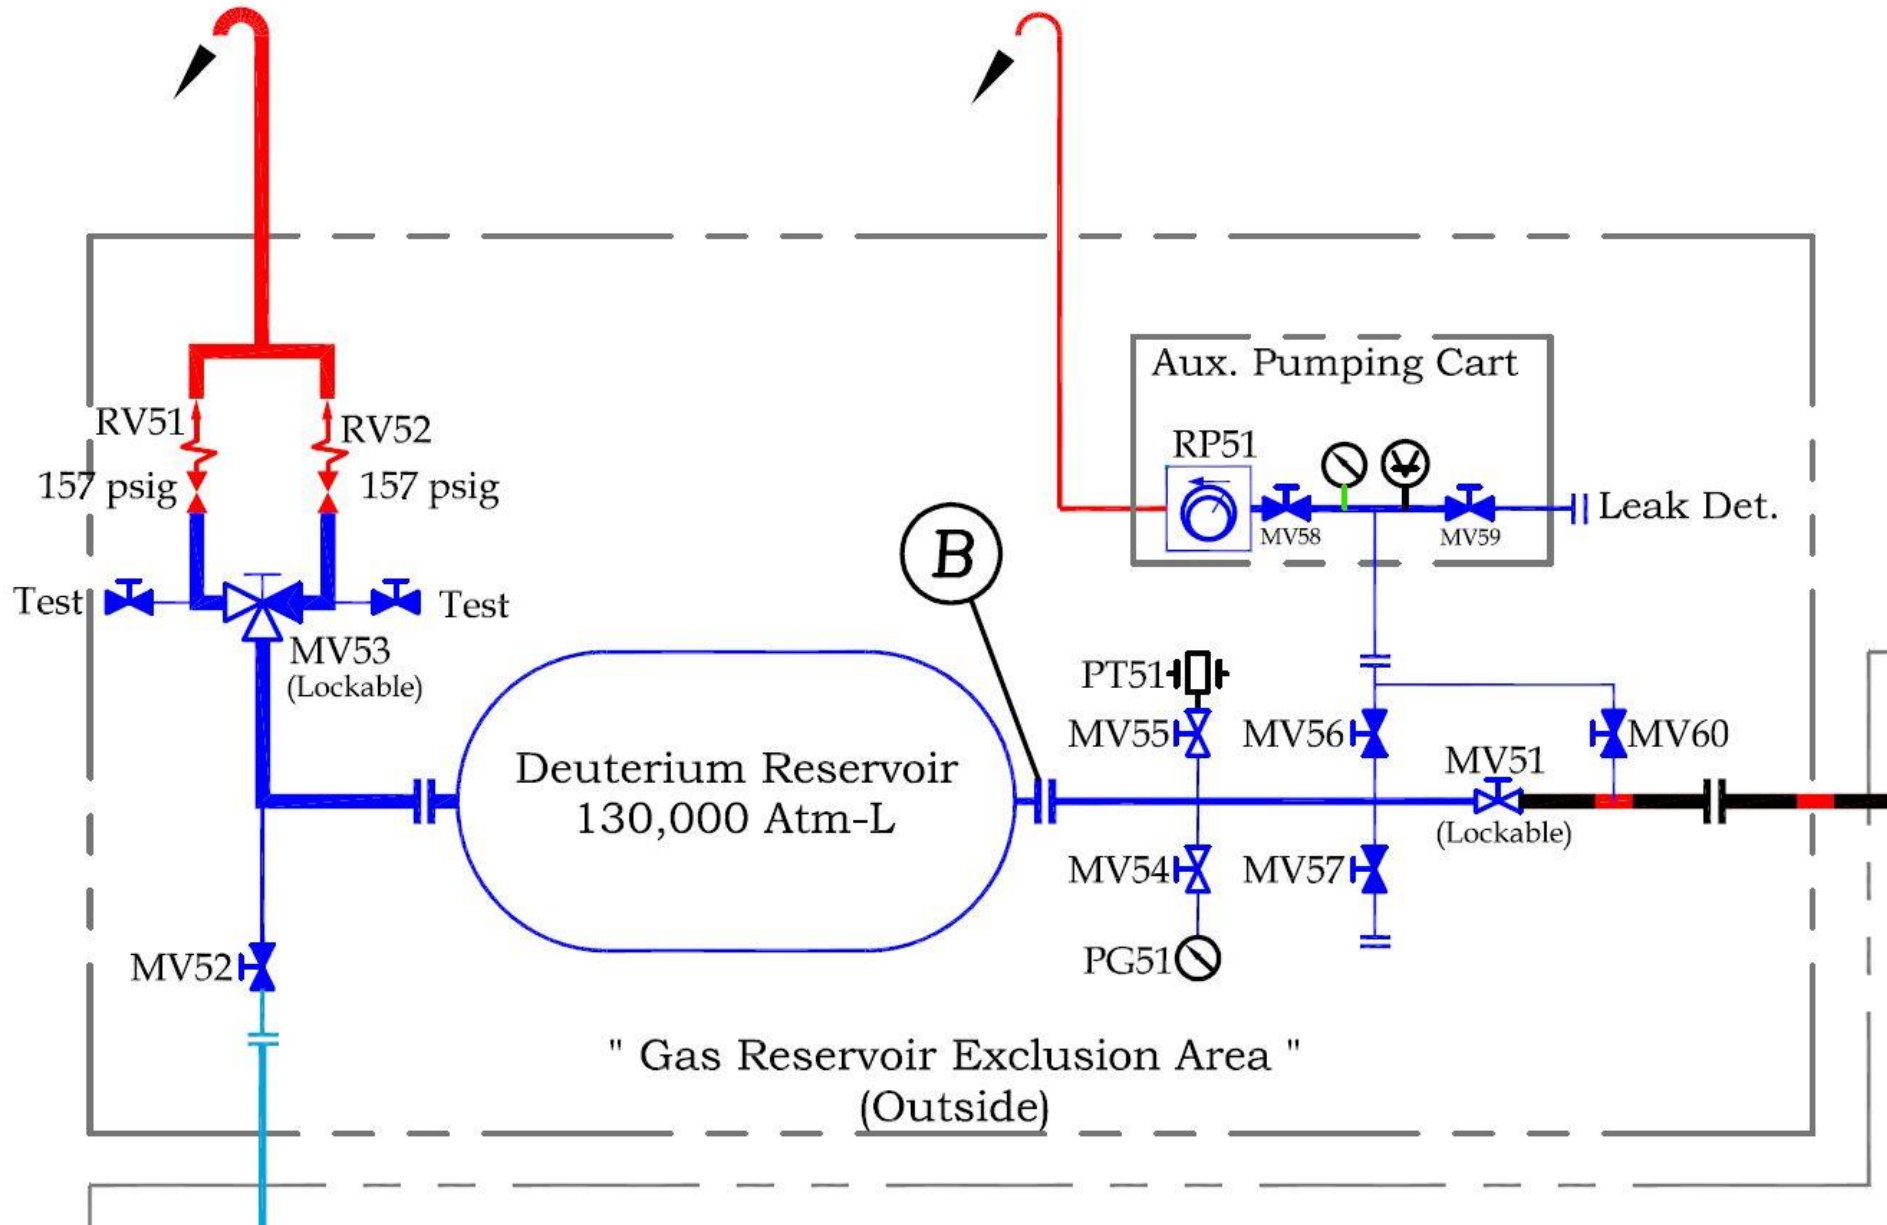 Aux. Pumping Cart
RV51
RV52
RP51
157 psig
157 psig
Leak Det.
MV58
MV59
B
Test
Test
MV53
(Lockable)
PT51
MV55
MV56
MV60
MV51
Deuterium Reservoir
130,000 Atm-L
(Lockable)
MV54
MV57
MV52
PG51
" Gas Reservoir Exclusion Area "
(Outside)